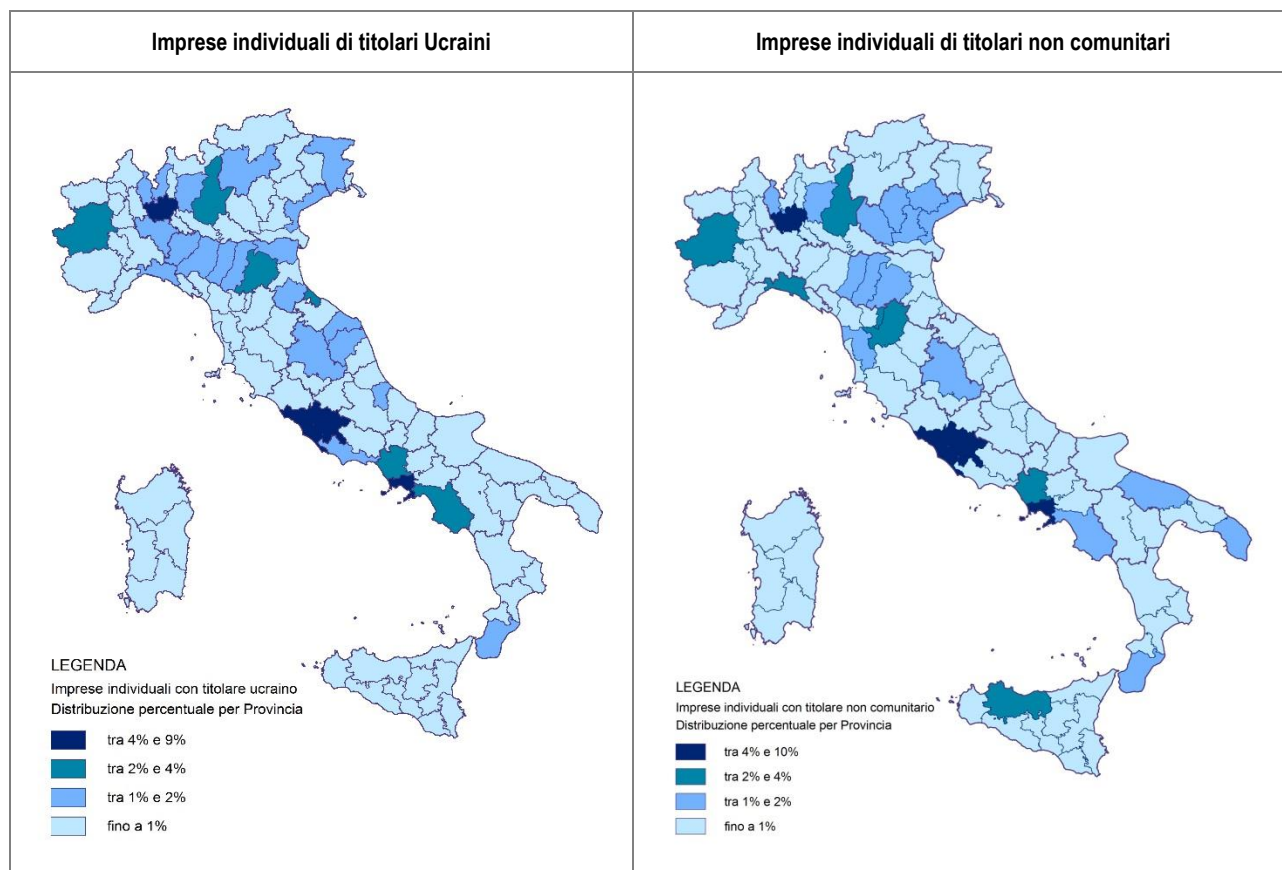 Imprese individuali di titolari Ucraini
Imprese individuali di titolari non comunitari
LEGENDA
Imprese individuali con titolare ucraino
Distribuzione percentuale per Provincia
tra 4% e 9%
tra 2% e 4%
tra 1% e 2%
fino a 1%
LEGENDA
Imprese individuali con titolare non comunitario
Distribuzione percentuale per Provincia
tra 4% e 10%
tra 2% e 4%
tra 1% e 2%
fino a 1%